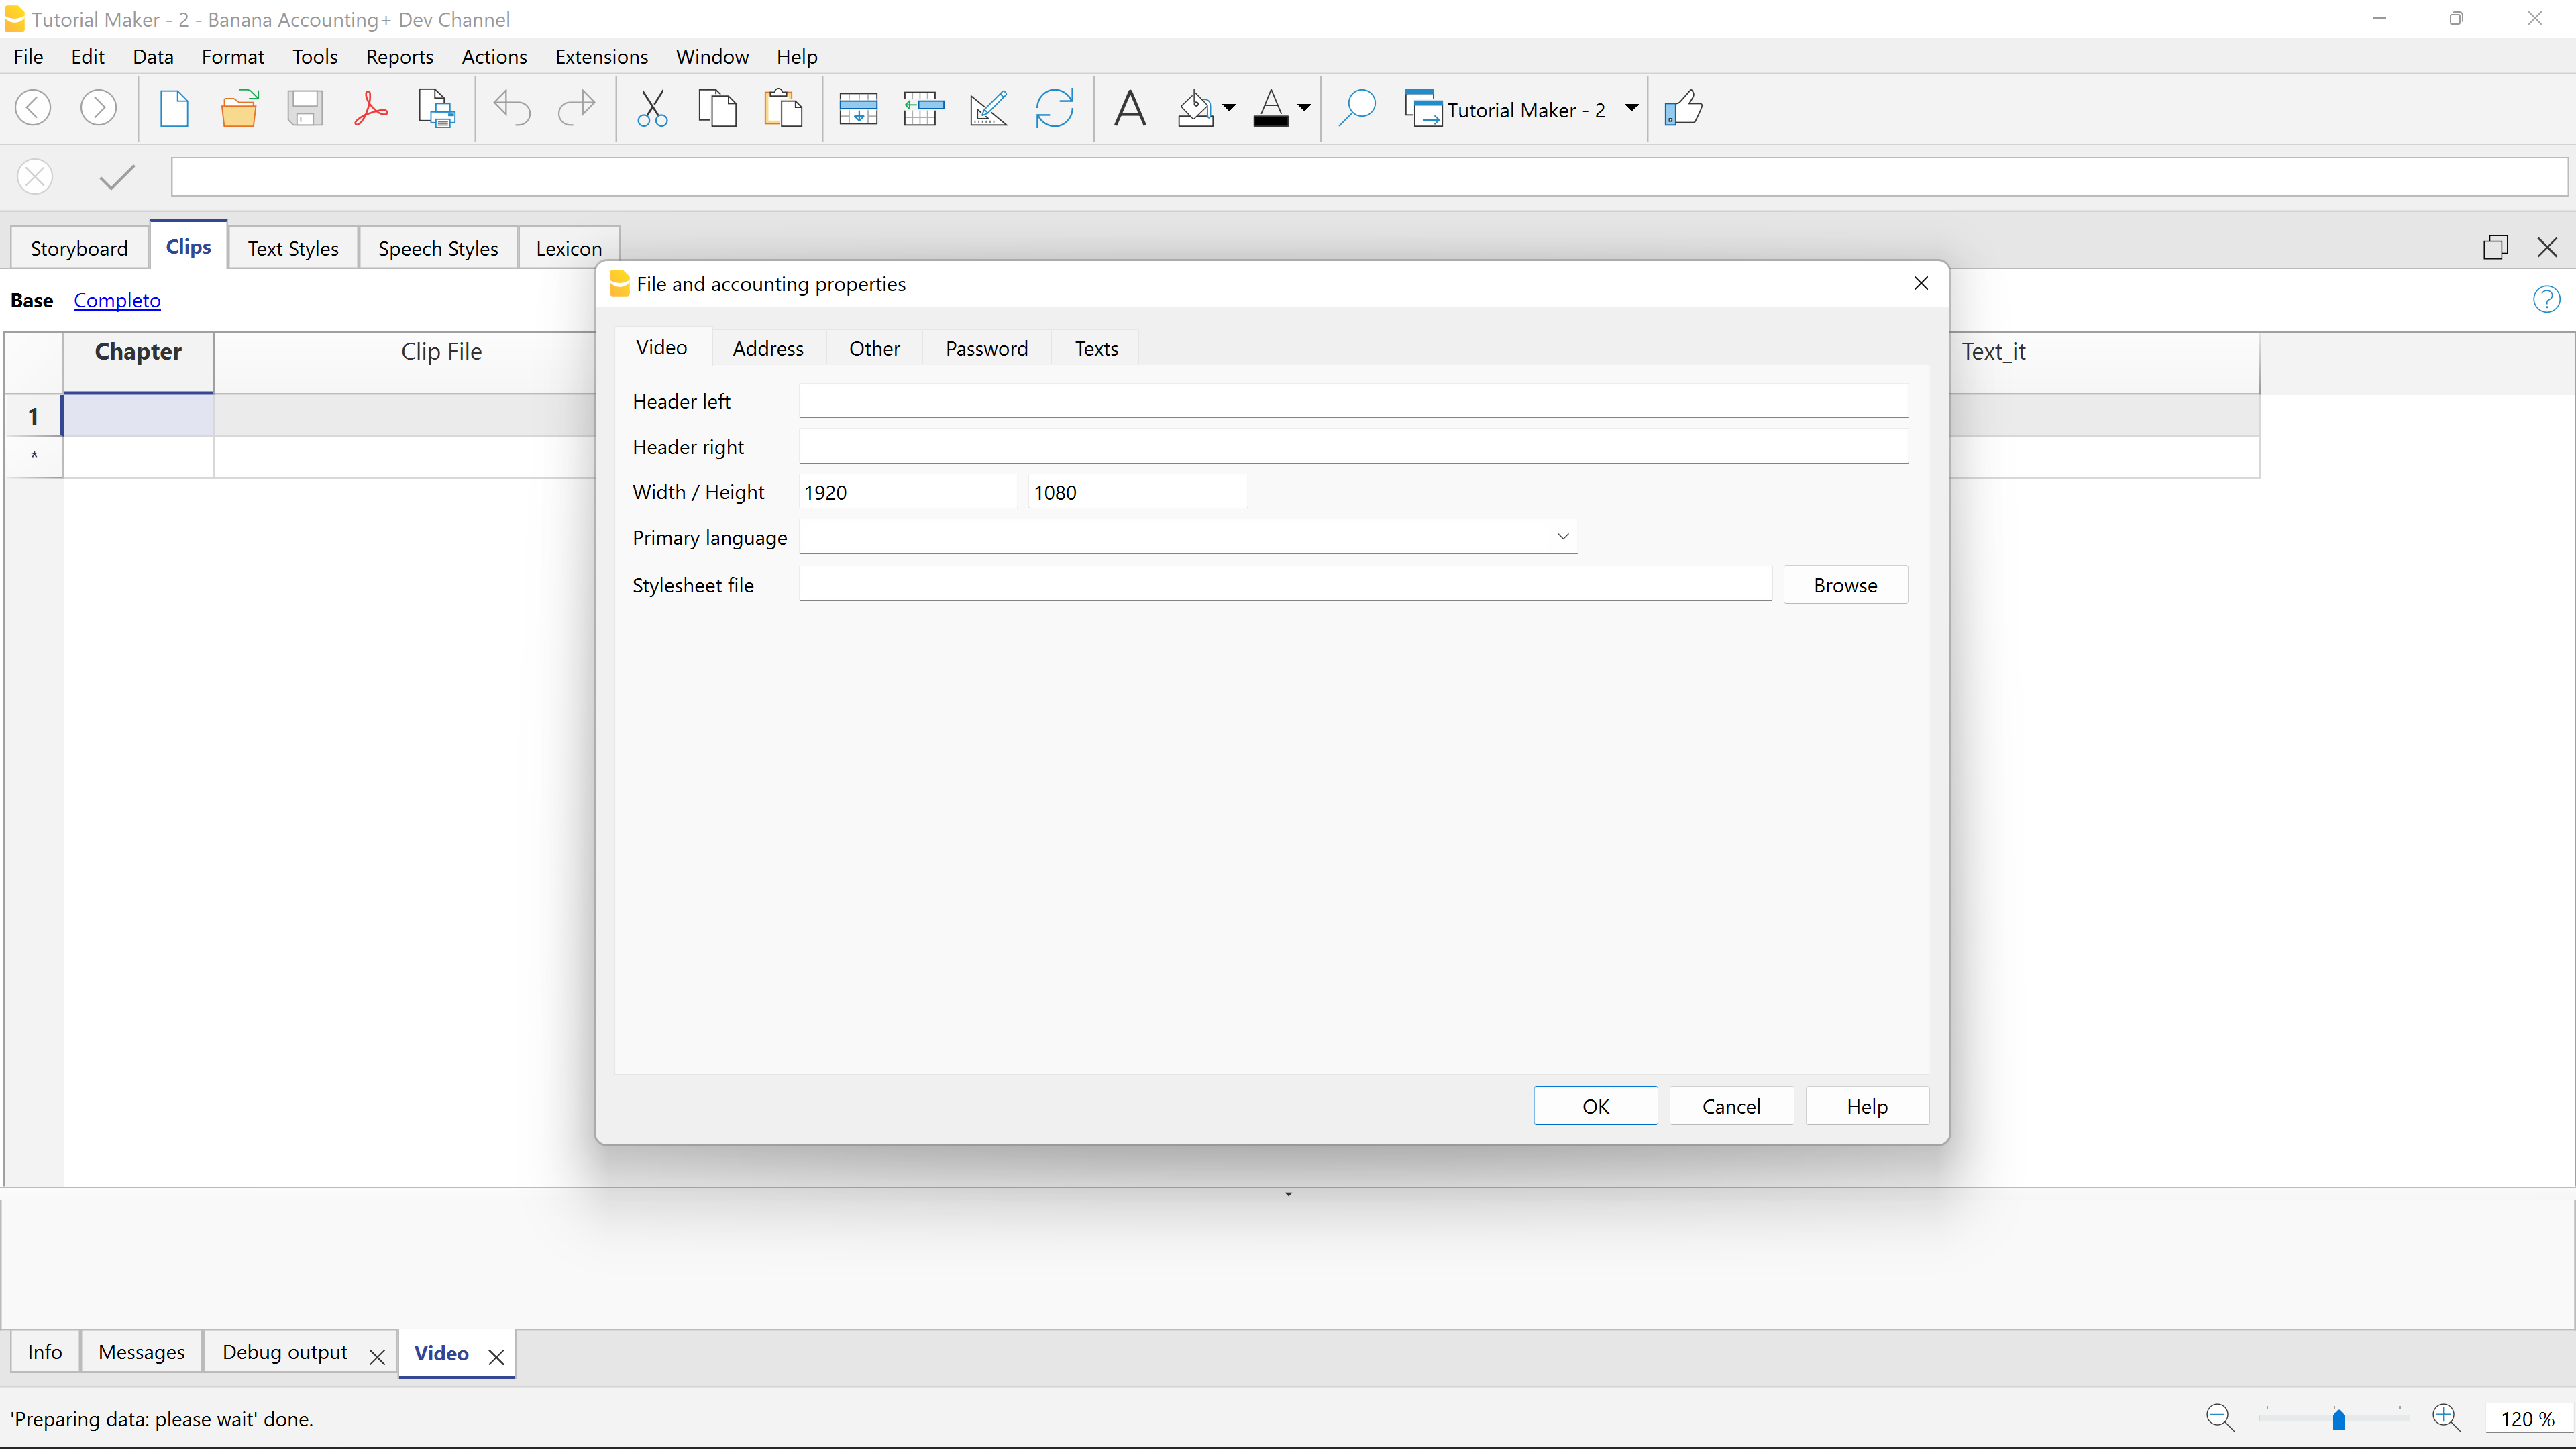 Tutorial Maker - 2 - Banana Accounting+ Dev Channel
File Edit Data Format Tools Reports Actions Extensions Window Help
Tutorial Maker - 2
Storyboard Clips Text Styles Speech Styles Lexicon
Base Completo
Chapter Clip File Text_it
1
*
File and accounting properties
Video Address Other Password Texts
Header left
Header right
Width / Height 1920 1080
Primary language
Stylesheet file Browse
OK Cancel Help
Info Messages Debug output Video
'Preparing data: please wait' done.
120 %